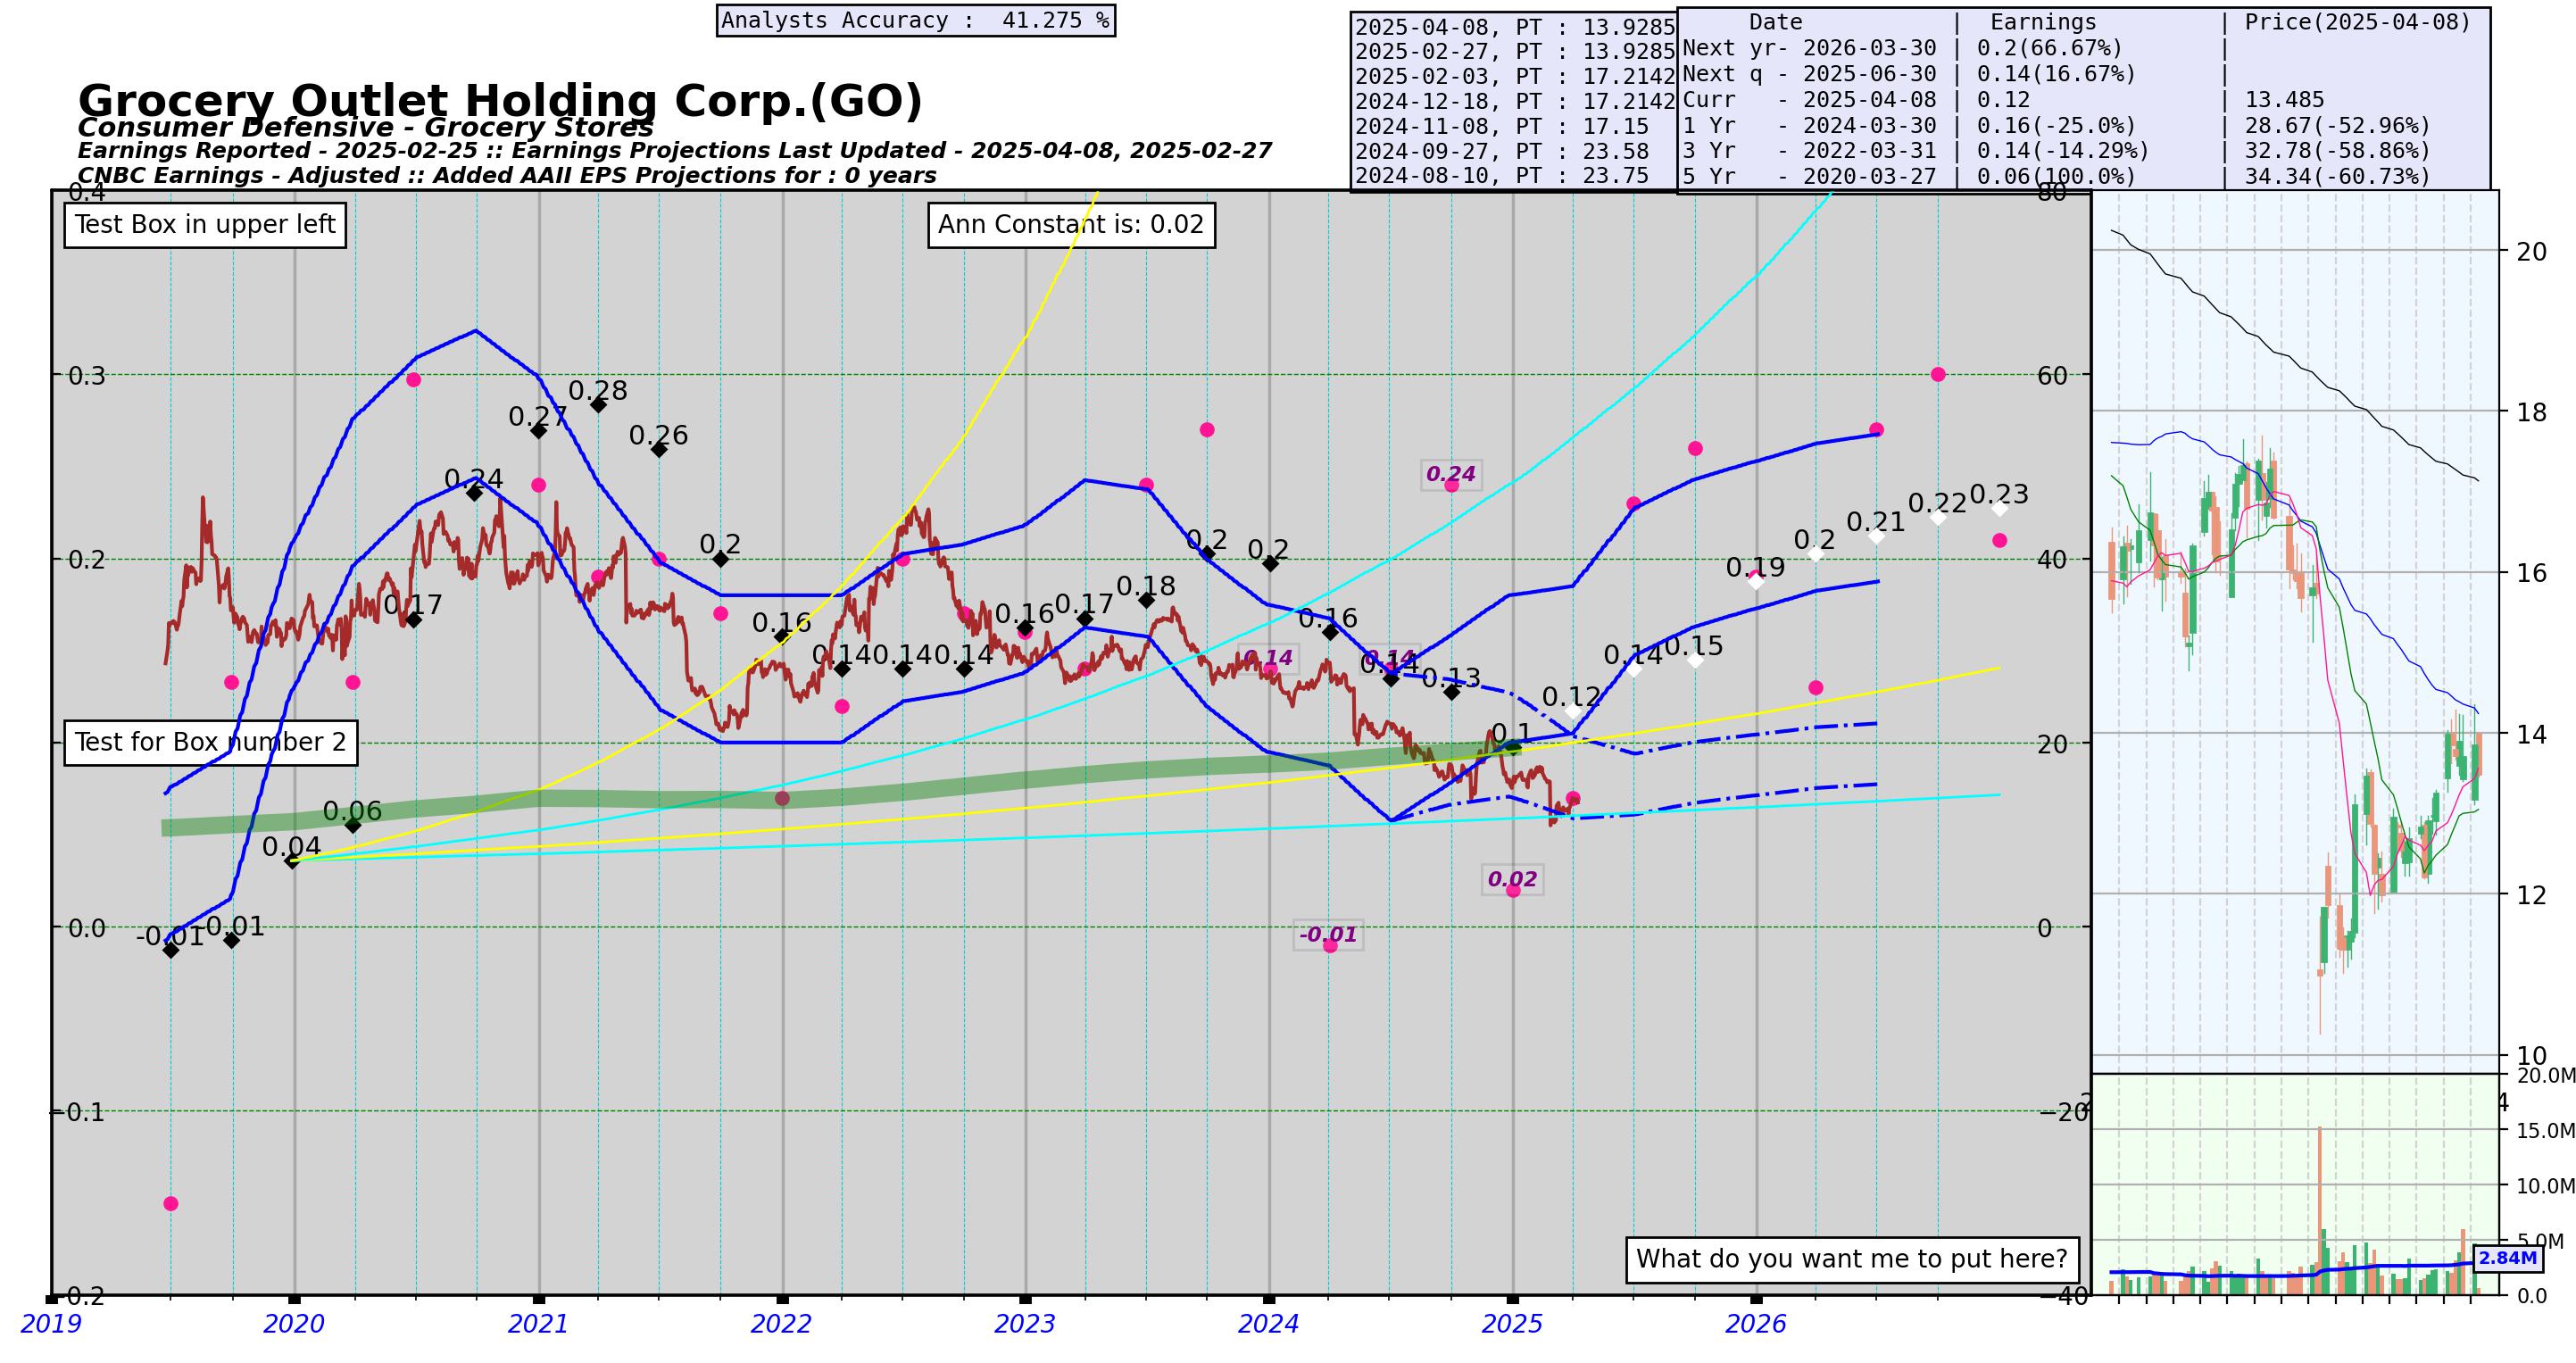 Analysts Accuracy :  41.275 %
2025-04-08, PT : 13.9285
2025-02-27, PT : 13.9285
2025-02-03, PT : 17.2142
2024-12-18, PT : 17.2142
2024-11-08, PT : 17.15
2024-09-27, PT : 23.58
2024-08-10, PT : 23.75
Date | Earnings | Price(2025-04-08)
Next yr- 2026-03-30 | 0.2(66.67%) |
Next q - 2025-06-30 | 0.14(16.67%) |
Curr - 2025-04-08 | 0.12 | 13.485
1 Yr - 2024-03-30 | 0.16(-25.0%) | 28.67(-52.96%)
3 Yr - 2022-03-31 | 0.14(-14.29%) | 32.78(-58.86%)
5 Yr - 2020-03-27 | 0.06(100.0%) | 34.34(-60.73%)
Grocery Outlet Holding Corp.(GO)
Consumer Defensive - Grocery Stores
Earnings Reported - 2025-02-25 :: Earnings Projections Last Updated - 2025-04-08, 2025-02-27
CNBC Earnings - Adjusted :: Added AAII EPS Projections for : 0 years
Test Box in upper left
Ann Constant is: 0.02
Test for Box number 2
What do you want me to put here?
0.4
0.3
0.2
0.0
−0.1
−0.2
80
60
40
20
0
−20
−40
-0.01
-0.01
0.04
0.06
0.17
0.24
0.27
0.28
0.26
0.2
0.16
0.14
0.14
0.14
0.16
0.17
0.18
0.2
0.2
0.16
0.14
0.13
0.1
0.12
0.14
0.15
0.19
0.2
0.21
0.22
0.23
0.14
-0.01
0.14
0.24
0.02
20
18
16
14
12
10
20.0M
15.0M
10.0M
5.0M
2.84M
0.0
2019
2020
2021
2022
2023
2024
2025
2026